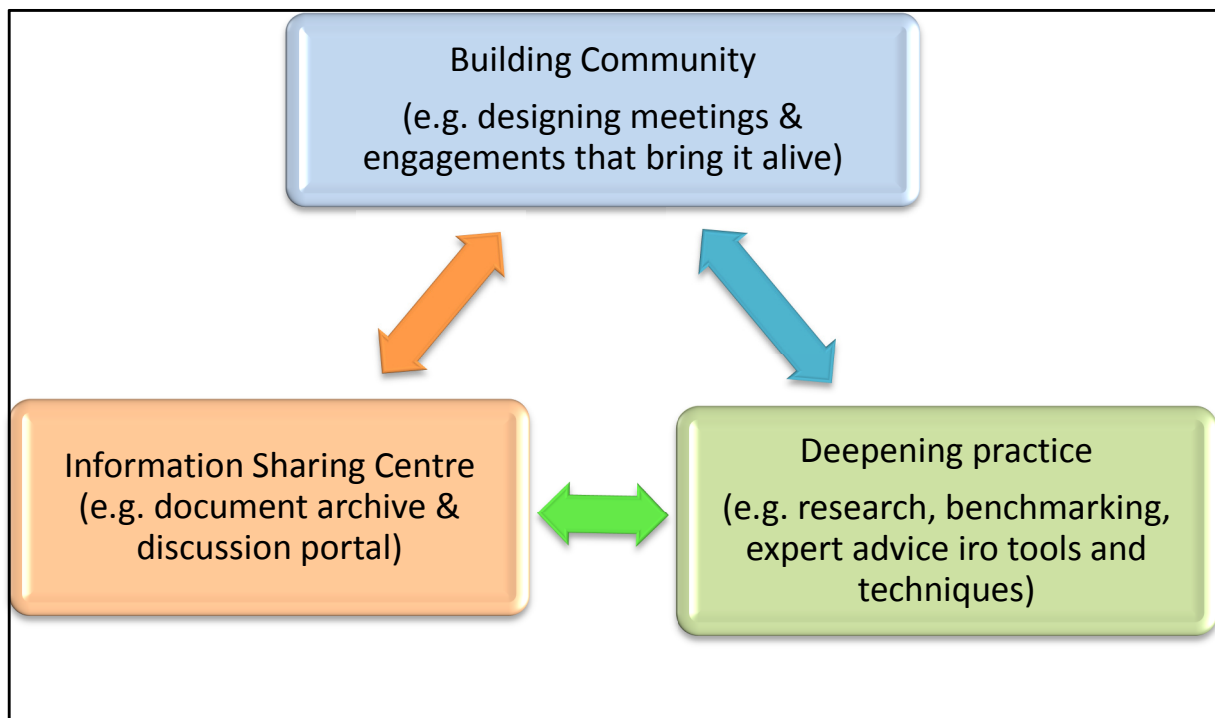 Building Community
(e.g. designing meetings &
engagements that bring it alive)
Information Sharing Centre
(e.g. document archive &
discussion portal)
Deepening practice
(e.g. research, benchmarking,
expert advice iro tools and
techniques)